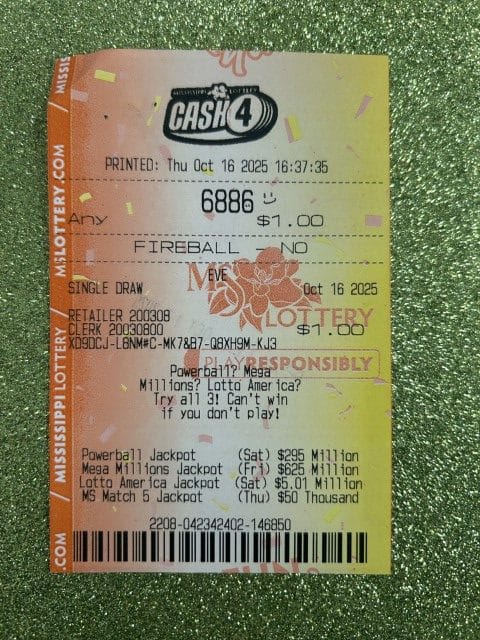 MISSISSIPPI LOTTERY
CASH 4
PRINTED: Thu Oct 16 2025 16:37:35
6886
Any $1.00
FIREBALL - NO
EVE
SINGLE DRAW Oct 16 2025
MS
LOTTERY
RETAILER 200308
CLERK 20030800 $1.00
XD9DCJ-L8NM#C-MK7&B7-Q8XH9M-KJ3
PLAY RESPONSIBLY
Powerball? Mega
Millions? Lotto America?
Try all 3! Can't win
if you don't play!
Powerball Jackpot (Sat) $295 Million
Mega Millions Jackpot (Fri) $625 Million
Lotto America Jackpot (Sat) $5.01 Million
MS Match 5 Jackpot (Thu) $50 Thousand
2208-042342402-146850
.COM / MISSISSIPPI LOTTERY / MSLOTTERY.COM / MISSIS